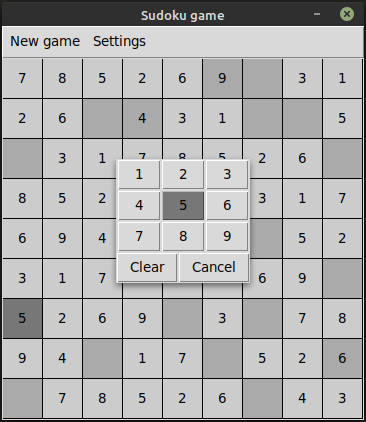 Sudoku game
New game Settings
7 8 5 2 6 9 3 1
2 6 4 3 1 5
3 1 7 8 5 2 6
1 2 3
8 5 2 4 5 6 3 1 7
6 9 4 7 8 9 5 2
3 1 7 Clear Cancel 6 9
5 2 6 9 3 7 8
9 4 1 7 5 2 6
7 8 5 2 6 4 3